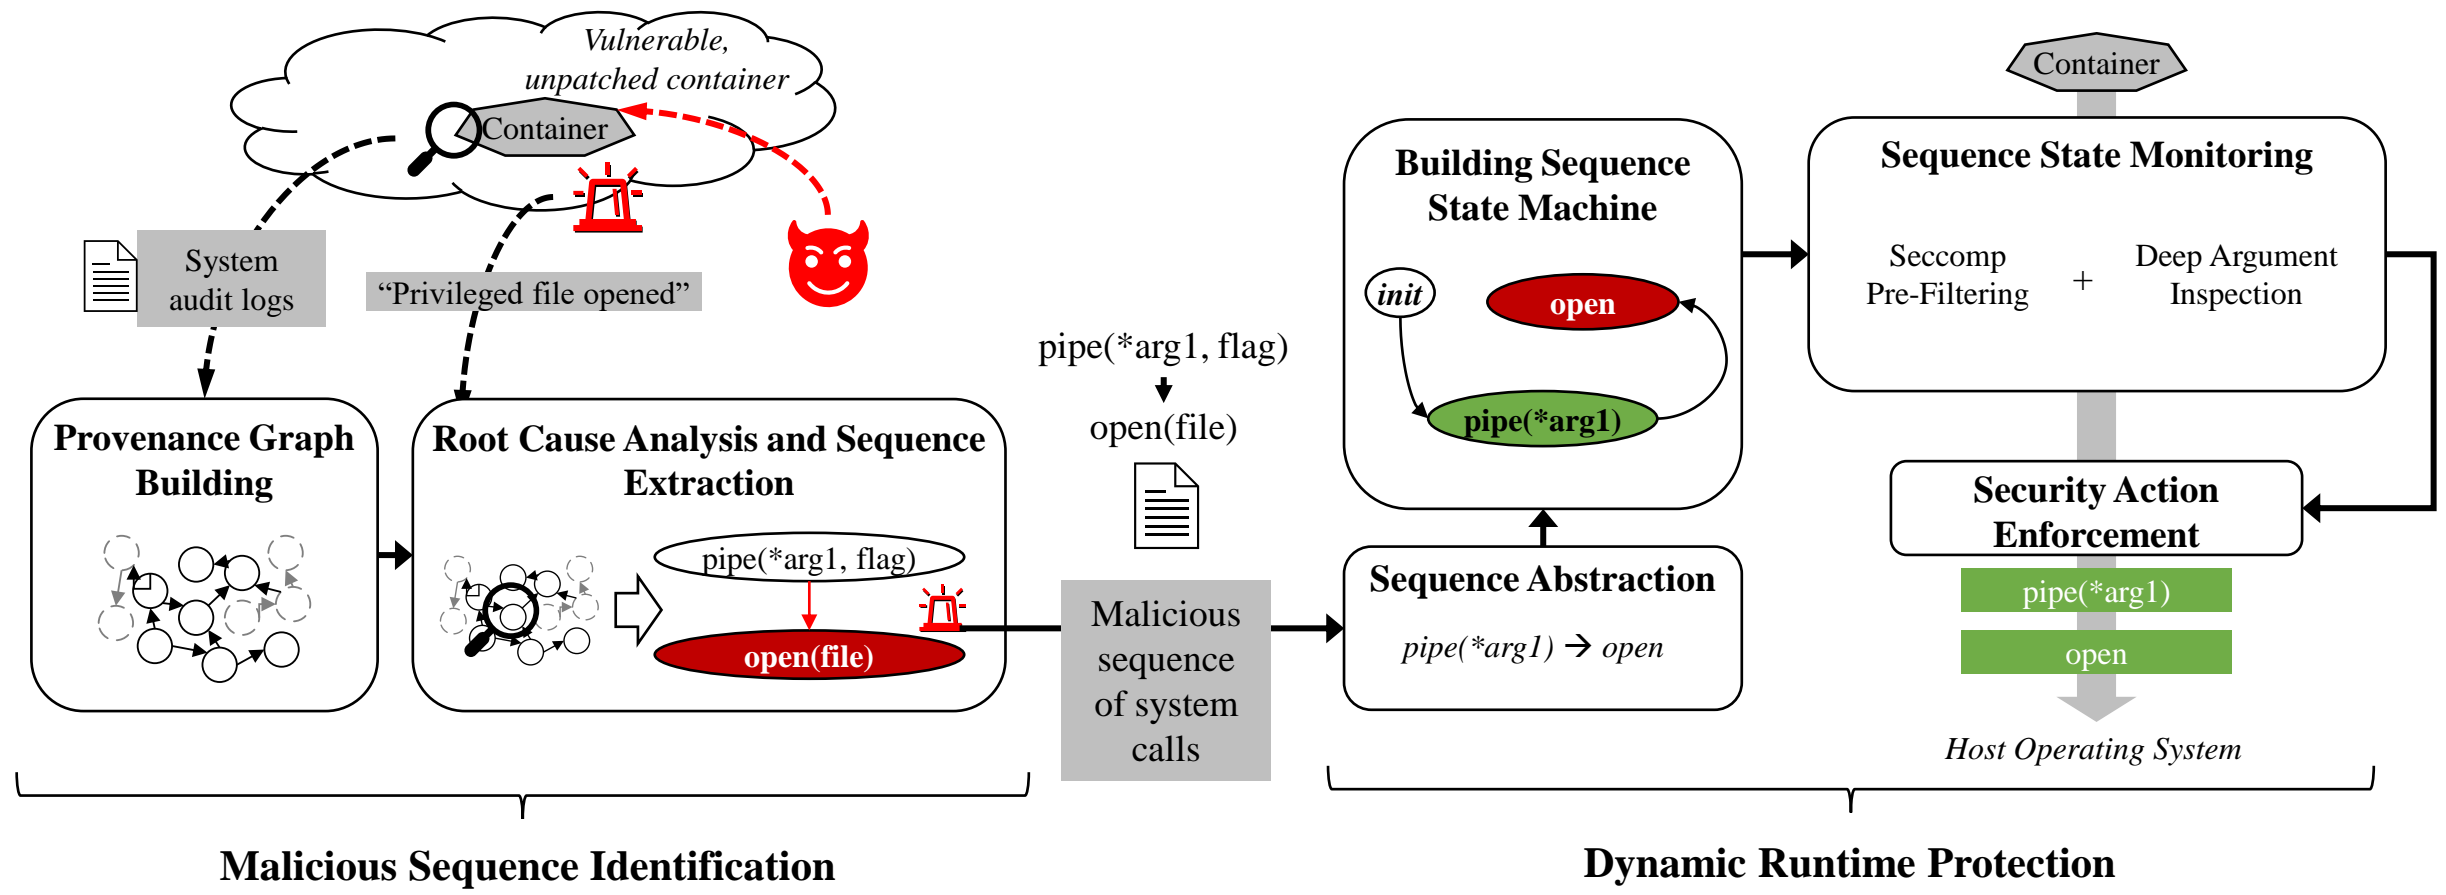 Vulnerable,
unpatched container
Container
System
audit logs
“Privileged file opened”
Provenance Graph
Building
Root Cause Analysis and Sequence
Extraction
pipe(*arg1, flag)
open(file)
pipe(*arg1, flag)
open(file)
Malicious
sequence
of system
calls
Building Sequence
State Machine
init
open
pipe(*arg1)
Sequence Abstraction
pipe(*arg1) → open
Container
Sequence State Monitoring
Seccomp
Pre-Filtering
+
Deep Argument
Inspection
Security Action
Enforcement
pipe(*arg1)
open
Host Operating System
Malicious Sequence Identification
Dynamic Runtime Protection